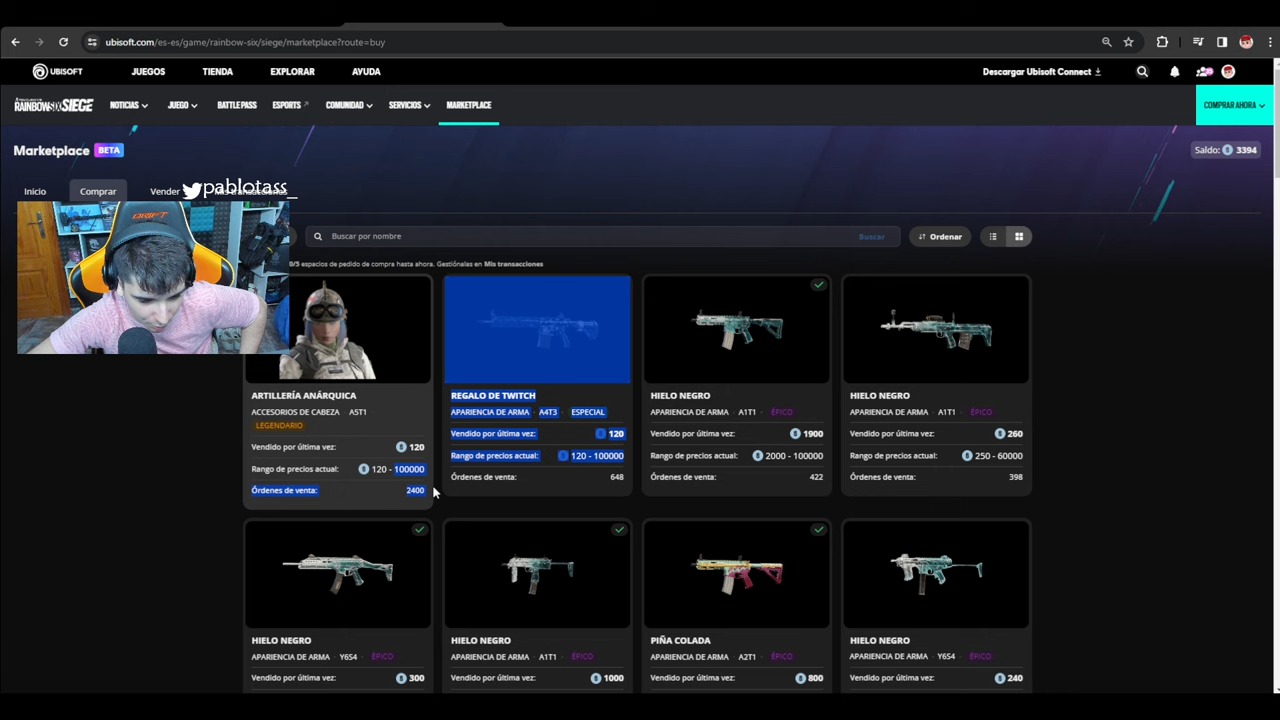 ubisoft.com/es-es/game/rainbow-six/siege/marketplace?route=buy
UBISOFT JUEGOS TIENDA EXPLORAR AYUDA Descargar Ubisoft Connect
RAINBOWSIX SIEGE NOTICIAS JUEGO BATTLE PASS ESPORTS COMUNIDAD SERVICIOS MARKETPLACE COMPRAR AHORA
Marketplace BETA Saldo: 3394
pablotass_
Inicio Comprar Vender Mis transacciones
Buscar por nombre Buscar Ordenar
0/5 espacios de pedido de compra hasta ahora. Gestiónalas en Mis transacciones
DRIFT
ARTILLERÍA ANÁRQUICA
ACCESORIOS DE CABEZA · A5T1 ·
LEGENDARIO
Vendido por última vez: 120
Rango de precios actual: 120 - 100000
Órdenes de venta: 2400
REGALO DE TWITCH
APARIENCIA DE ARMA · A4T3 · ESPECIAL
Vendido por última vez: 120
Rango de precios actual: 120 - 100000
Órdenes de venta: 648
HIELO NEGRO
APARIENCIA DE ARMA · A1T1 · ÉPICO
Vendido por última vez: 1900
Rango de precios actual: 2000 - 100000
Órdenes de venta: 422
HIELO NEGRO
APARIENCIA DE ARMA · A1T1 · ÉPICO
Vendido por última vez: 260
Rango de precios actual: 250 - 60000
Órdenes de venta: 398
HIELO NEGRO
APARIENCIA DE ARMA · Y6S4 · ÉPICO
Vendido por última vez: 300
HIELO NEGRO
APARIENCIA DE ARMA · A1T1 · ÉPICO
Vendido por última vez: 1000
PIÑA COLADA
APARIENCIA DE ARMA · A2T1 · ÉPICO
Vendido por última vez: 800
HIELO NEGRO
APARIENCIA DE ARMA · Y6S4 · ÉPICO
Vendido por última vez: 240